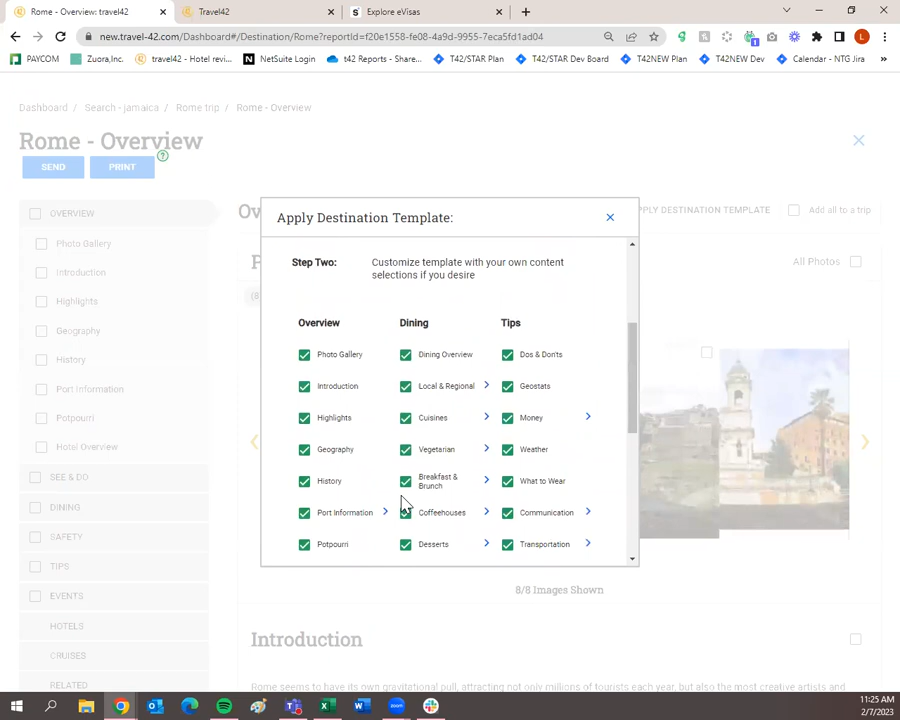 Rome - Overview: travel42
Travel42
Explore eVisas
new.travel-42.com/Dashboard#/Destination/Rome?reportId=f20e1558-fe08-4a9d-9955-7eca5fd1ad04
PAYCOM
Zuora,Inc.
travel42 - Hotel revi...
NetSuite Login
t42 Reports - Share...
T42/STAR Plan
T42/STAR Dev Board
T42NEW Plan
T42NEW Dev
Calendar - NTG Jira
Dashboard / Search - jamaica / Rome trip / Rome - Overview
Rome - Overview
SEND
PRINT
OVERVIEW
Photo Gallery
Introduction
Highlights
Geography
History
Port Information
Potpourri
Hotel Overview
SEE & DO
DINING
SAFETY
TIPS
EVENTS
HOTELS
CRUISES
RELATED
PLY DESTINATION TEMPLATE
Add all to a trip
All Photos
Apply Destination Template:
Step Two:
Customize template with your own content
selections if you desire
Overview
Dining
Tips
Photo Gallery
Dining Overview
Dos & Don'ts
Introduction
Local & Regional
Geostats
Highlights
Cuisines
Money
Geography
Vegetarian
Weather
History
Breakfast &
Brunch
What to Wear
Port Information
Coffeehouses
Communication
Potpourri
Desserts
Transportation
8/8 Images Shown
Introduction
Rome seems to have its own gravitational pull, attracting not only millions of tourists each year, but also the most creative artists and
11:25 AM
2/7/2023